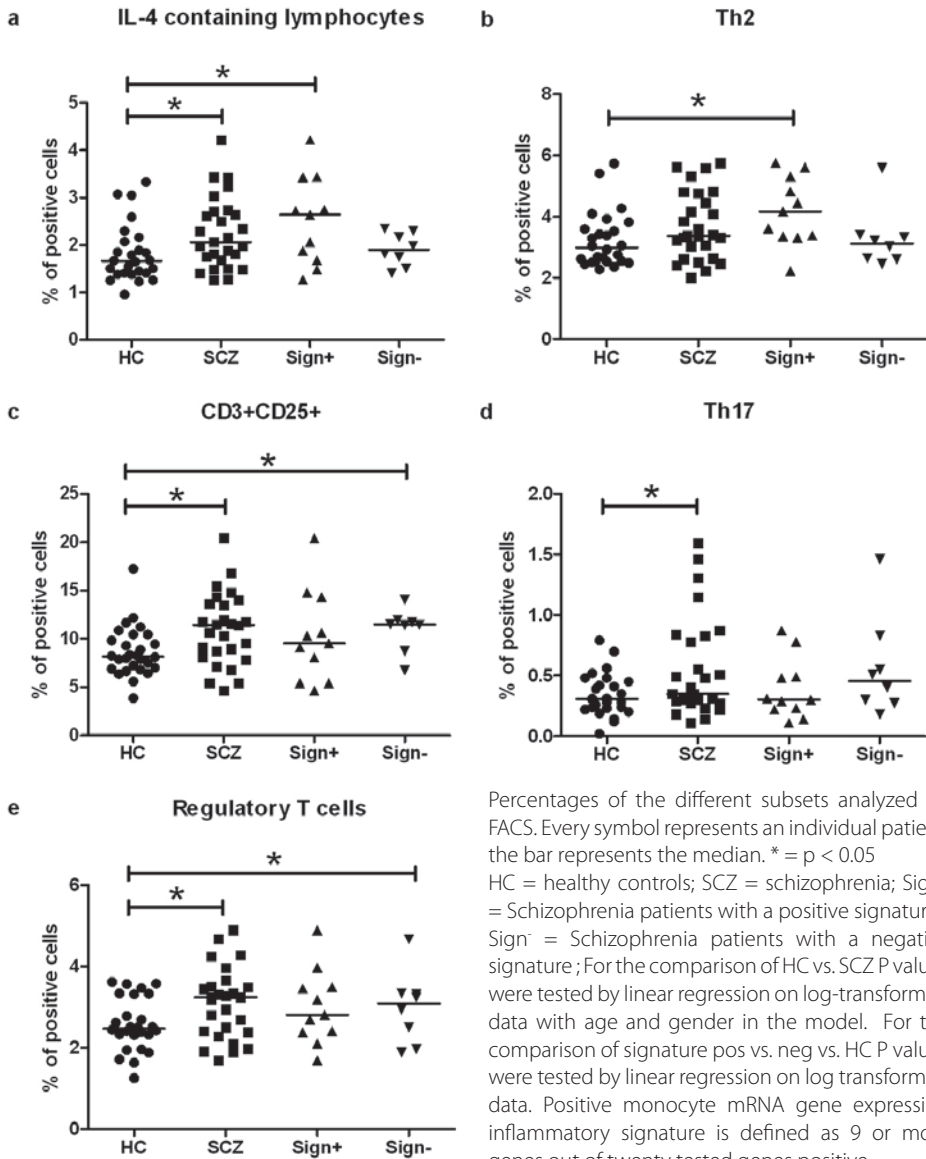 a IL-4 containing lymphocytes
*
*
% of positive cells
5
4
3
2
1
0
HC SCZ Sign+ Sign-
b Th2
*
% of positive cells
8
6
4
2
0
HC SCZ Sign+ Sign-
c CD3+CD25+
*
*
% of positive cells
25
20
15
10
5
0
HC SCZ Sign+ Sign-
d Th17
*
% of positive cells
2.0
1.5
1.0
0.5
0.0
HC SCZ Sign+ Sign-
e Regulatory T cells
*
*
% of positive cells
6
4
2
0
HC SCZ Sign+ Sign-
Percentages of the different subsets analyzed
FACS. Every symbol represents an individual patie
the bar represents the median. * = p < 0.05
HC = healthy controls; SCZ = schizophrenia; Sig
= Schizophrenia patients with a positive signatur
Sign- = Schizophrenia patients with a negati
signature ; For the comparison of HC vs. SCZ P valu
were tested by linear regression on log-transform
data with age and gender in the model. For t
comparison of signature pos vs. neg vs. HC P valu
were tested by linear regression on log transform
data. Positive monocyte mRNA gene expressi
inflammatory signature is defined as 9 or mo
genes out of twenty tested genes positive